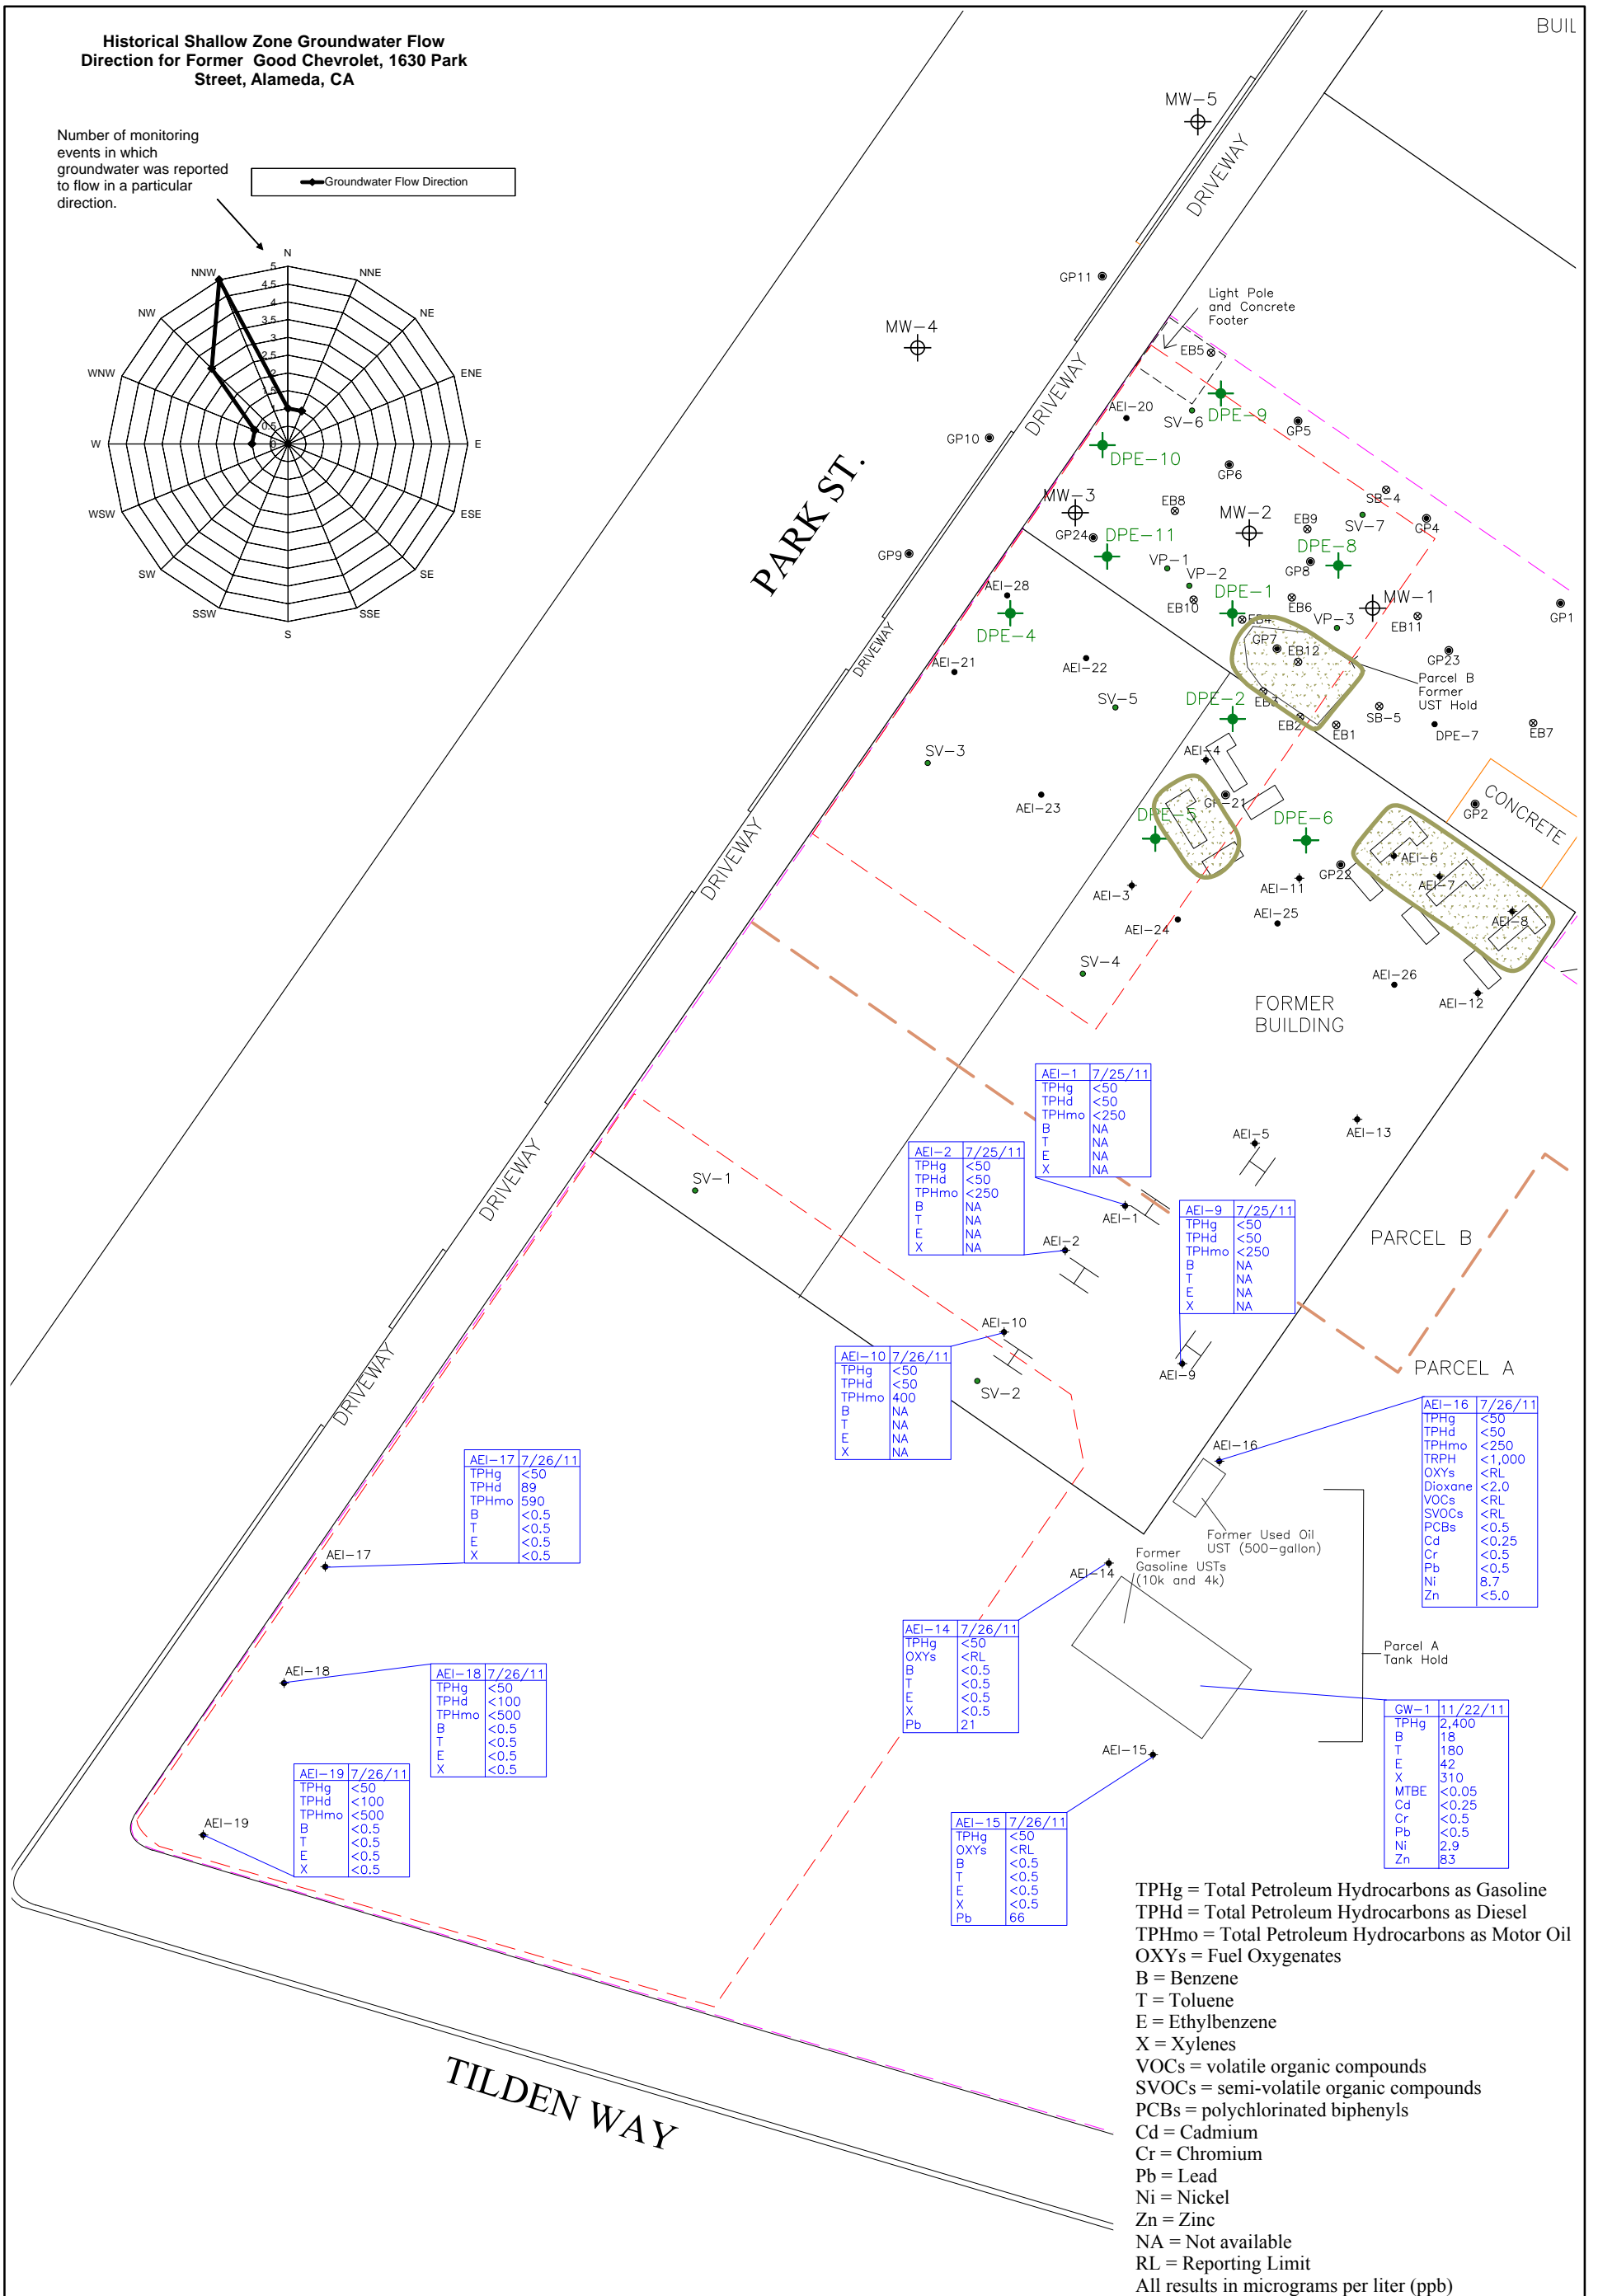 Historical Shallow Zone Groundwater Flow
Direction for Former Good Chevrolet, 1630 Park
Street, Alameda, CA
Number of monitoring
events in which
groundwater was reported
to flow in a particular
direction.
Groundwater Flow Direction
N
NNE
NE
ENE
E
ESE
SE
SSE
S
SSW
SW
WSW
W
WNW
NW
NNW
5
4.5
4
3.5
3
2.5
2
1.5
1
0.5
0
BUIL
MW-5
DRIVEWAY
GP11
Light Pole
and Concrete
Footer
MW-4
EB5
DRIVEWAY
AEI-20
SV-6
DPE-9
GP5
GP10
DPE-10
GP6
PARK ST.
MW-3
EB8
SB-4
MW-2
EB9
SV-7
GP4
GP24
DPE-11
GP9
DPE-8
VP-1
GP8
VP-2
AEI-28
DPE-1
EB6
MW-1
GP1
EB10
EB4
VP-3
EB11
DPE-4
DRIVEWAY
GP7
EB12
GP23
AEI-21
AEI-22
Parcel B
Former
UST Hold
SV-5
DPE-2
EB3
EB2
EB1
SB-5
DPE-7
EB7
SV-3
AEI-4
AEI-23
GP-21
CONCRETE
GP2
DPE-5
DPE-6
DRIVEWAY
AEI-6
AEI-3
AEI-11
GP22
AEI-7
AEI-24
AEI-25
AEI-8
SV-4
AEI-26
AEI-12
FORMER
BUILDING
AEI-1 7/25/11
TPHg <50
TPHd <50
TPHmo <250
B NA
T NA
E NA
X NA
AEI-5
AEI-13
AEI-2 7/25/11
TPHg <50
TPHd <50
TPHmo <250
B NA
T NA
E NA
X NA
DRIVEWAY
SV-1
AEI-1
AEI-2
AEI-9 7/25/11
TPHg <50
TPHd <50
TPHmo <250
B NA
T NA
E NA
X NA
PARCEL B
AEI-10
AEI-10 7/26/11
TPHg <50
TPHd <50
TPHmo 400
B NA
T NA
E NA
X NA
AEI-9
SV-2
PARCEL A
DRIVEWAY
AEI-16 7/26/11
TPHg <50
TPHd <50
TPHmo <250
TRPH <1,000
OXYs <RL
Dioxane <2.0
VOCs <RL
SVOCs <RL
PCBs <0.5
Cd <0.25
Cr <0.5
Pb <0.5
Ni 8.7
Zn <5.0
AEI-16
AEI-17 7/26/11
TPHg <50
TPHd 89
TPHmo 590
B <0.5
T <0.5
E <0.5
X <0.5
AEI-17
Former Used Oil
UST (500-gallon)
Former
Gasoline USTs
(10k and 4k)
AEI-14
AEI-14 7/26/11
TPHg <50
OXYs <RL
B <0.5
T <0.5
E <0.5
X <0.5
Pb 21
Parcel A
Tank Hold
AEI-18
AEI-18 7/26/11
TPHg <50
TPHd <100
TPHmo <500
B <0.5
T <0.5
E <0.5
X <0.5
GW-1 11/22/11
TPHg 2,400
B 18
T 180
E 42
X 310
MTBE <0.05
Cd <0.25
Cr <0.5
Pb <0.5
Ni 2.9
Zn 83
AEI-15
AEI-19 7/26/11
TPHg <50
TPHd <100
TPHmo <500
B <0.5
T <0.5
E <0.5
X <0.5
AEI-19
AEI-15 7/26/11
TPHg <50
OXYs <RL
B <0.5
T <0.5
E <0.5
X <0.5
Pb 66
TILDEN WAY
TPHg = Total Petroleum Hydrocarbons as Gasoline
TPHd = Total Petroleum Hydrocarbons as Diesel
TPHmo = Total Petroleum Hydrocarbons as Motor Oil
OXYs = Fuel Oxygenates
B = Benzene
T = Toluene
E = Ethylbenzene
X = Xylenes
VOCs = volatile organic compounds
SVOCs = semi-volatile organic compounds
PCBs = polychlorinated biphenyls
Cd = Cadmium
Cr = Chromium
Pb = Lead
Ni = Nickel
Zn = Zinc
NA = Not available
RL = Reporting Limit
All results in micrograms per liter (ppb)